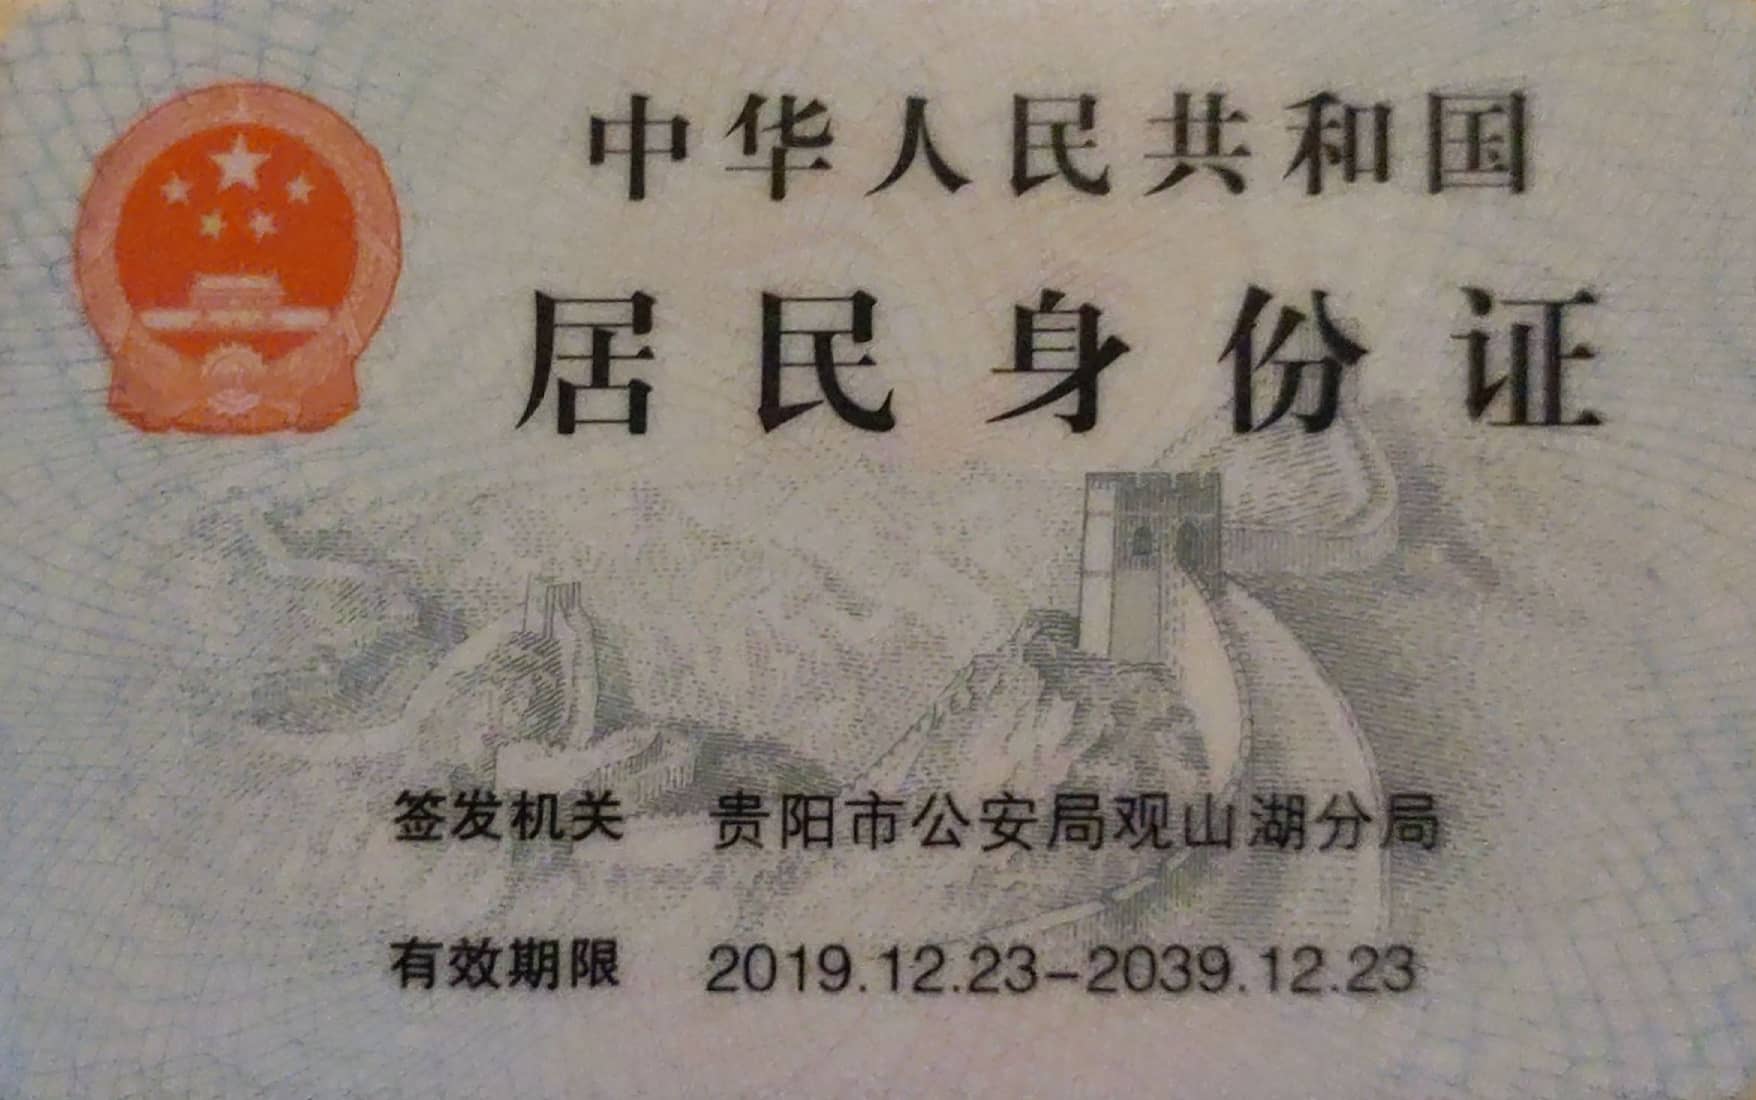 中华人民共和国
居民身份证
签发机关 贵阳市公安局观山湖分局
有效期限 2019.12.23-2039.12.23